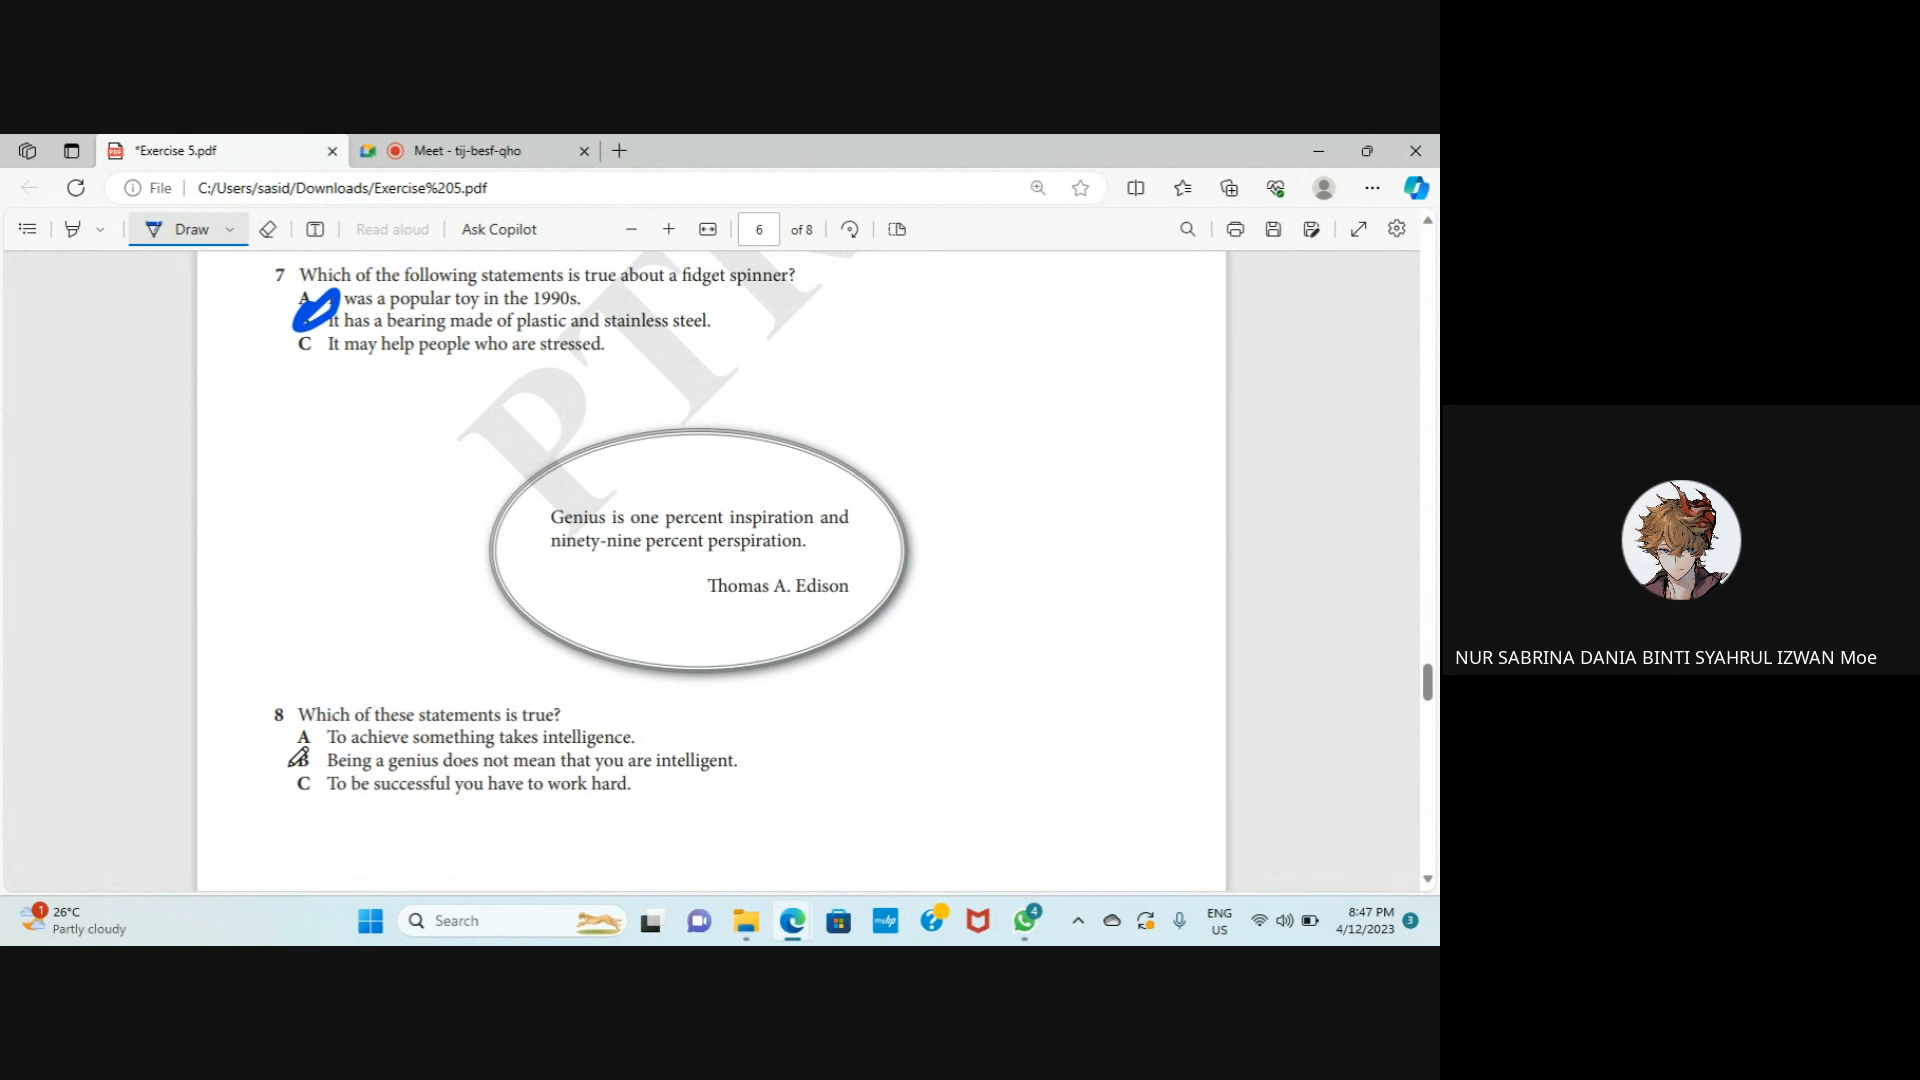 *Exercise 5.pdf
Meet - tij-besf-qho
File
C:/Users/sasid/Downloads/Exercise%205.pdf
Draw
Read aloud
Ask Copilot
6
of 8
7 Which of the following statements is true about a fidget spinner?
A was a popular toy in the 1990s.
It has a bearing made of plastic and stainless steel.
C It may help people who are stressed.
PTR
Genius is one percent inspiration and
ninety-nine percent perspiration.
Thomas A. Edison
8 Which of these statements is true?
A To achieve something takes intelligence.
B Being a genius does not mean that you are intelligent.
C To be successful you have to work hard.
NUR SABRINA DANIA BINTI SYAHRUL IZWAN Moe
1
26°C
Partly cloudy
Search
myhp
4
ENG
US
8:47 PM
4/12/2023
3